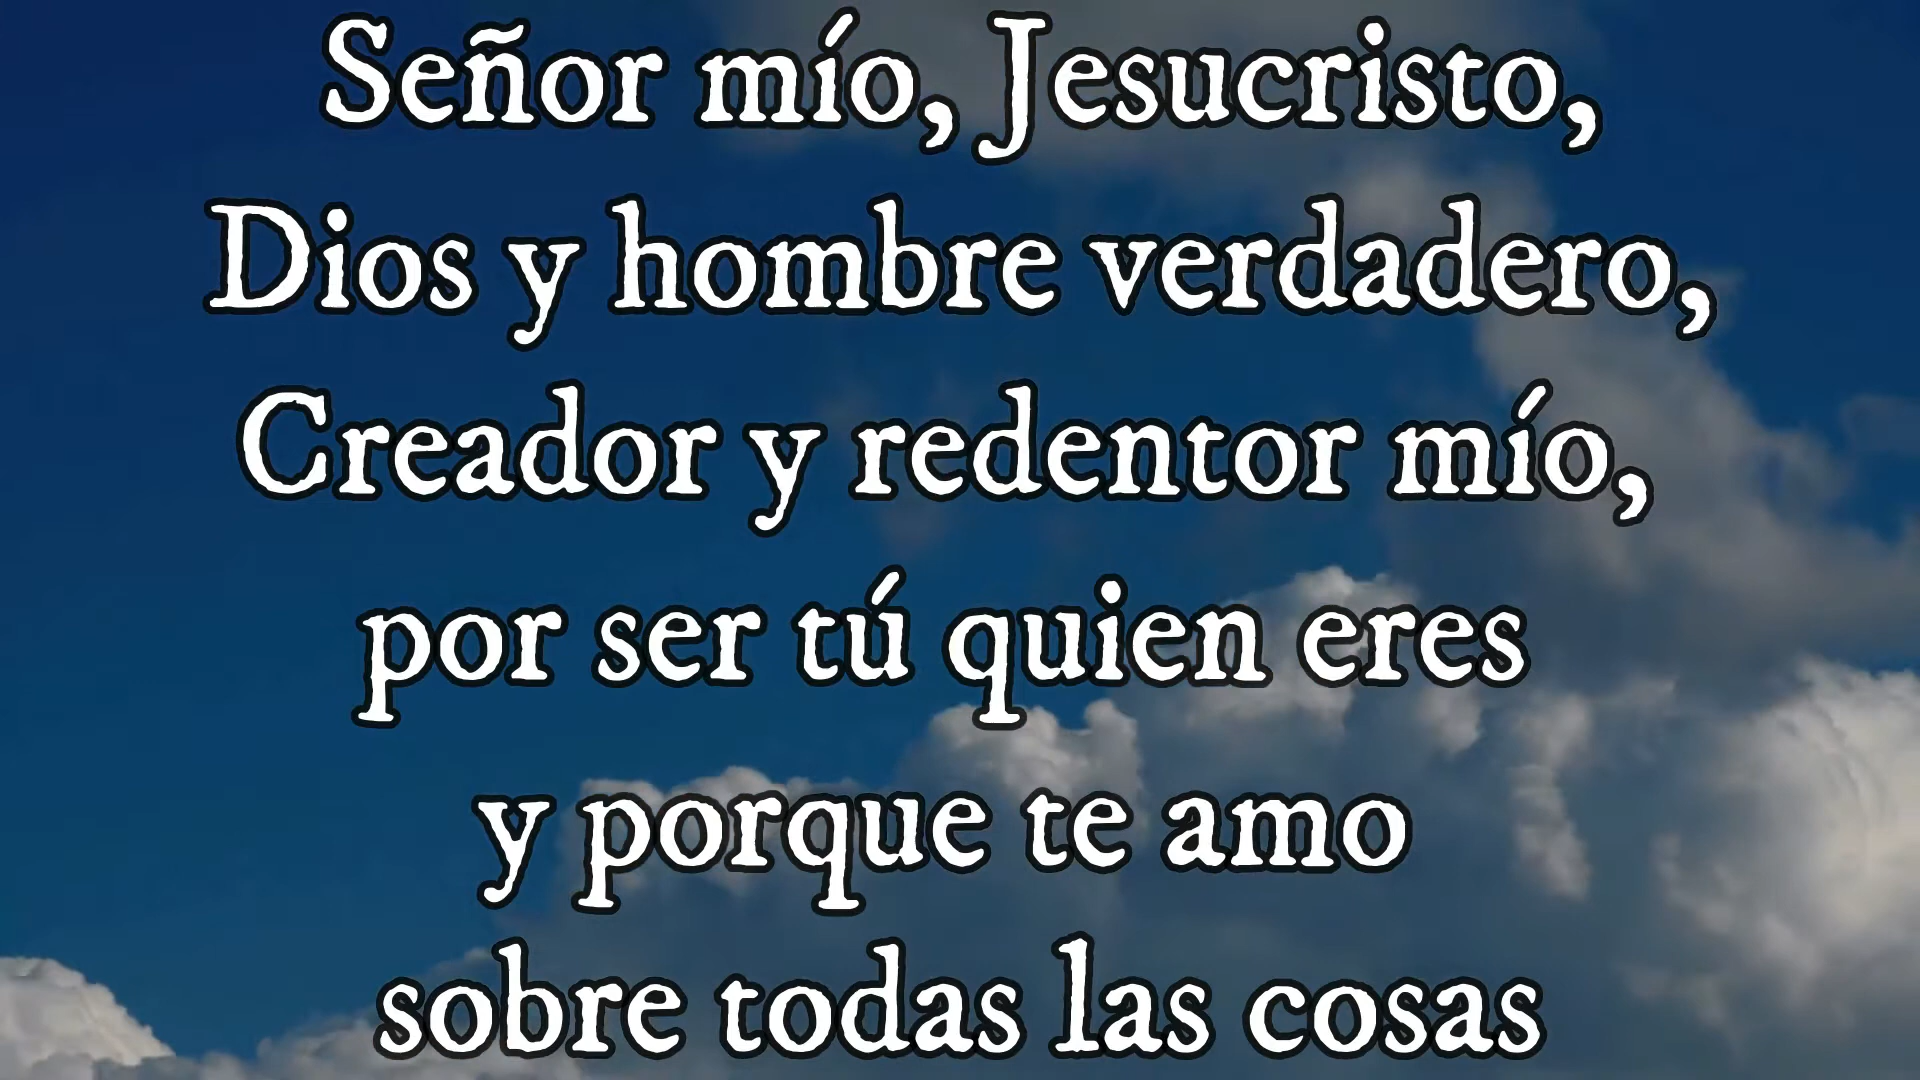 Señor mío, Jesucristo,
Dios y hombre verdadero,
Creador y redentor mío,
por ser tú quien eres
y porque te amo
sobre todas las cosas